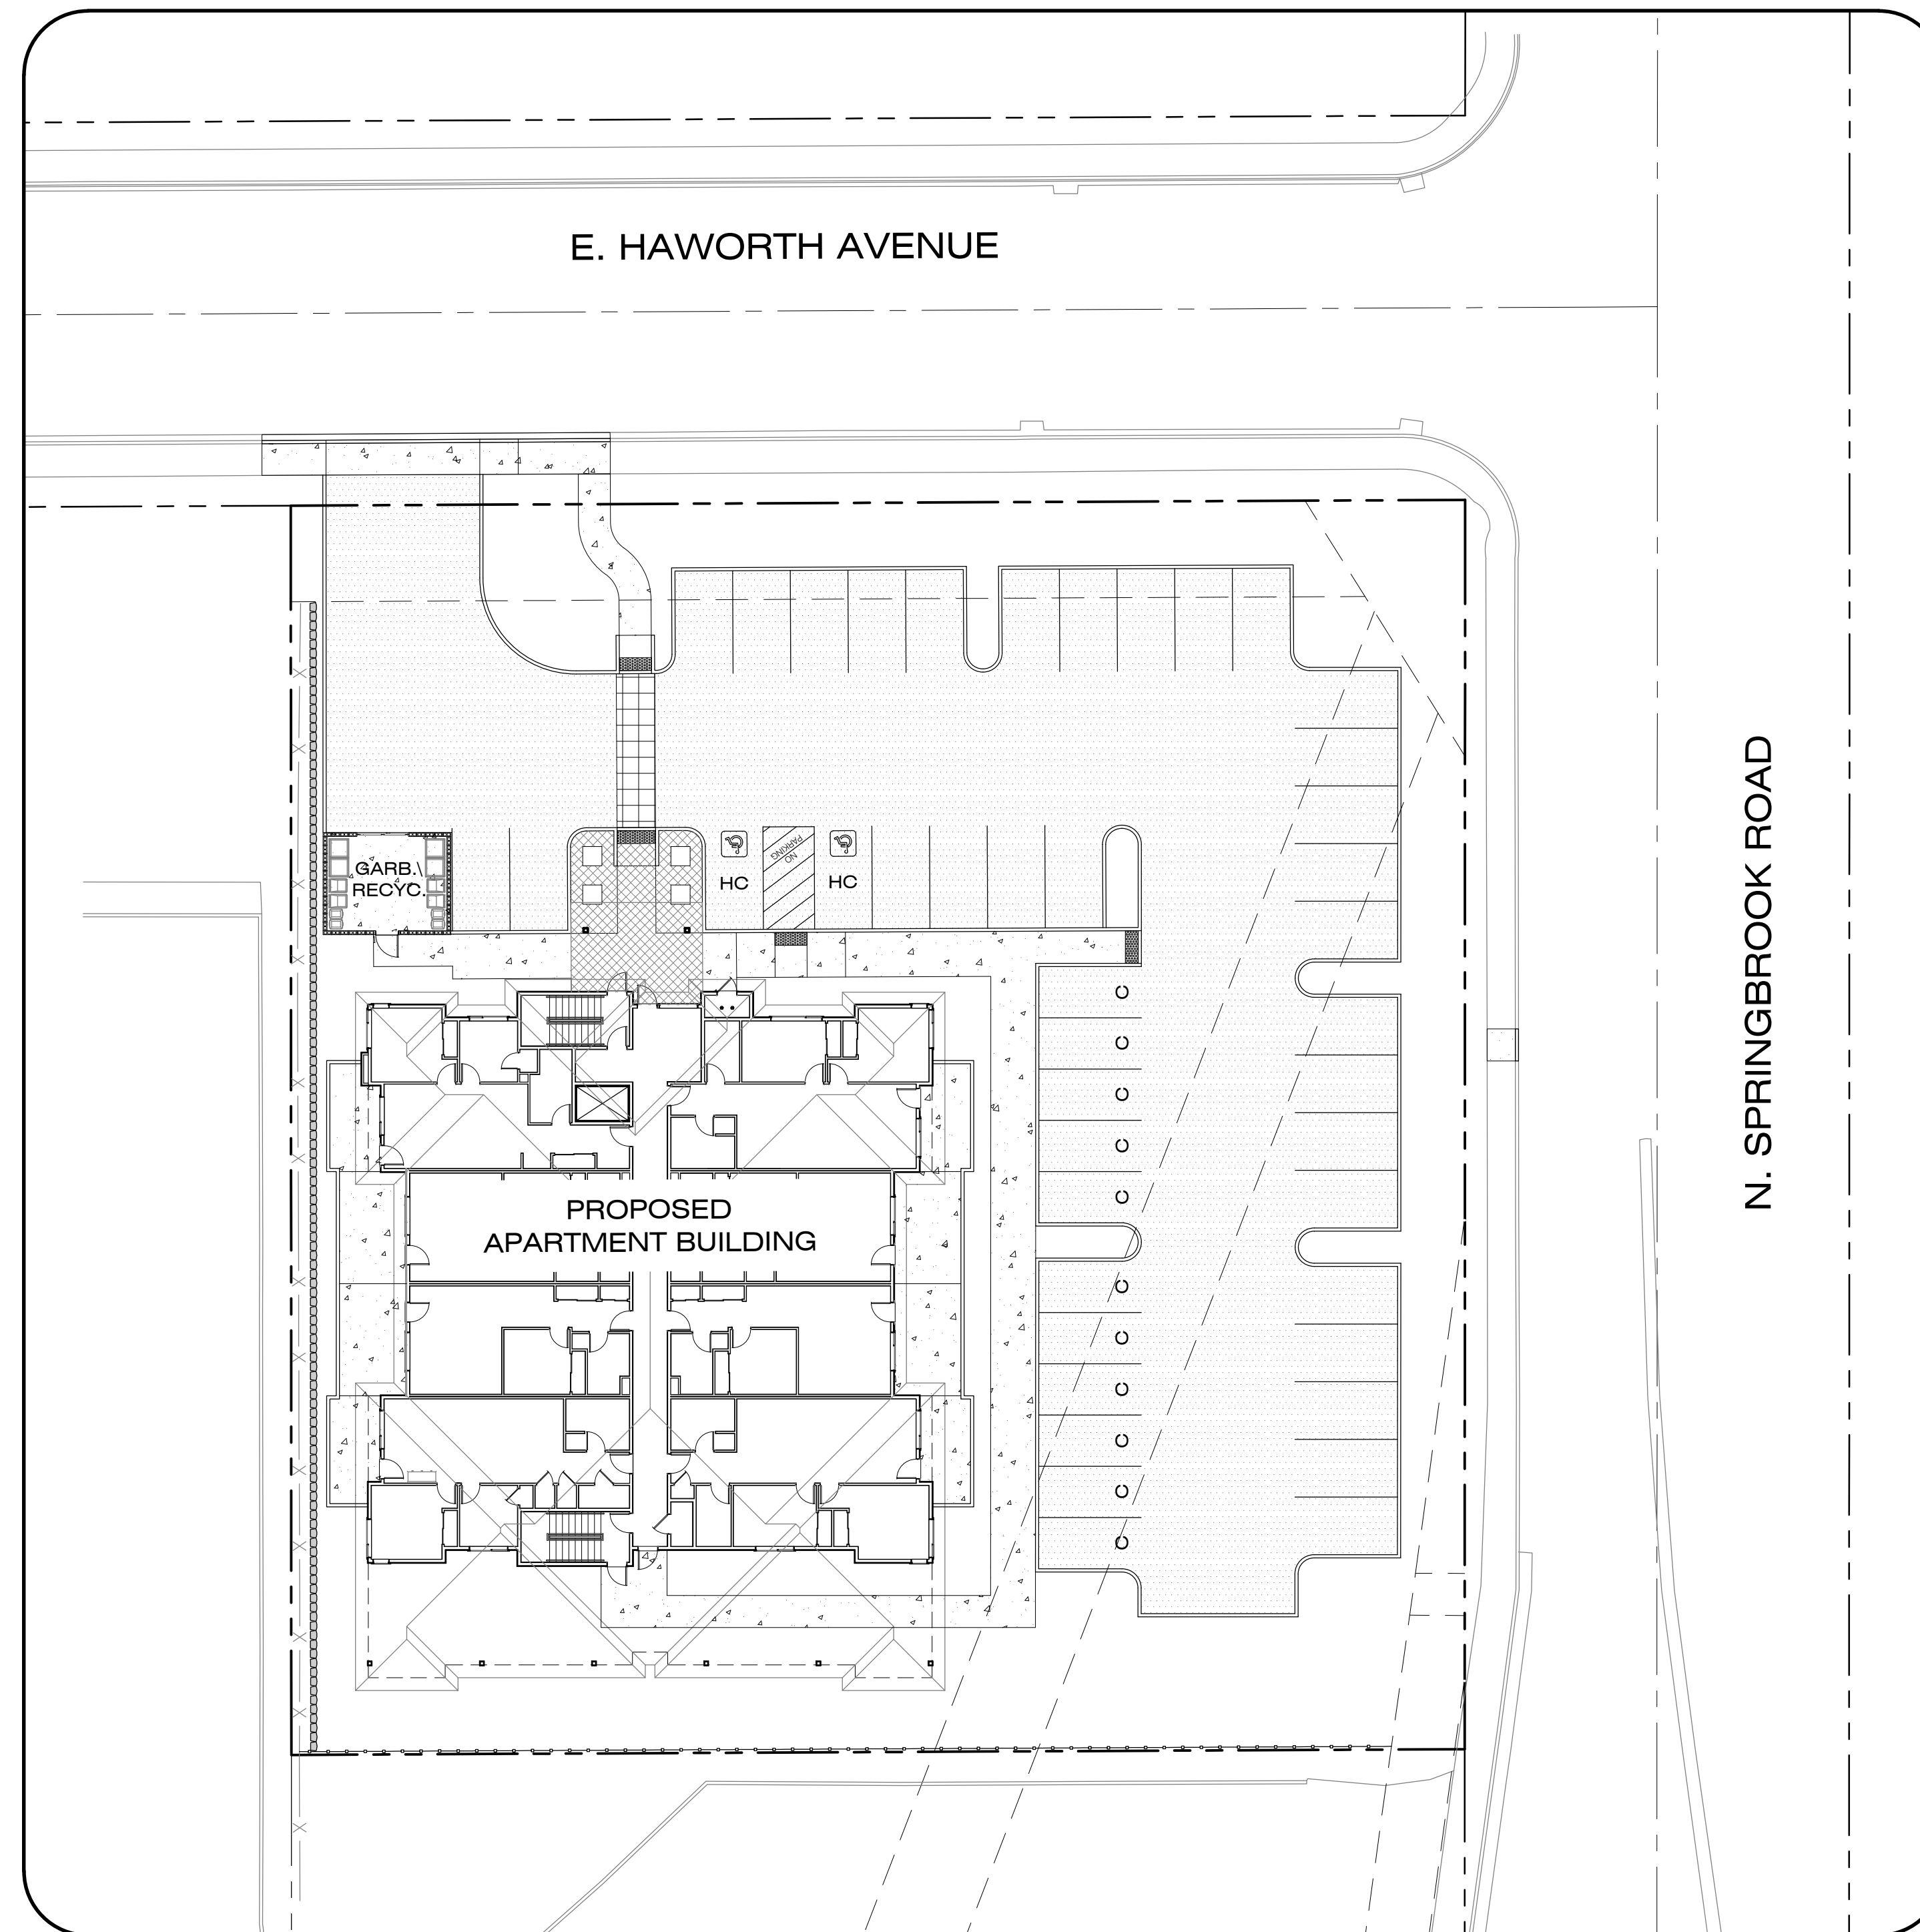 E. HAWORTH AVENUE
N. SPRINGBROOK ROAD
GARB.\
RECYC.
HC
NO
PARKING
HC
PROPOSED
APARTMENT BUILDING
C
C
C
C
C
C
C
C
C
C
C